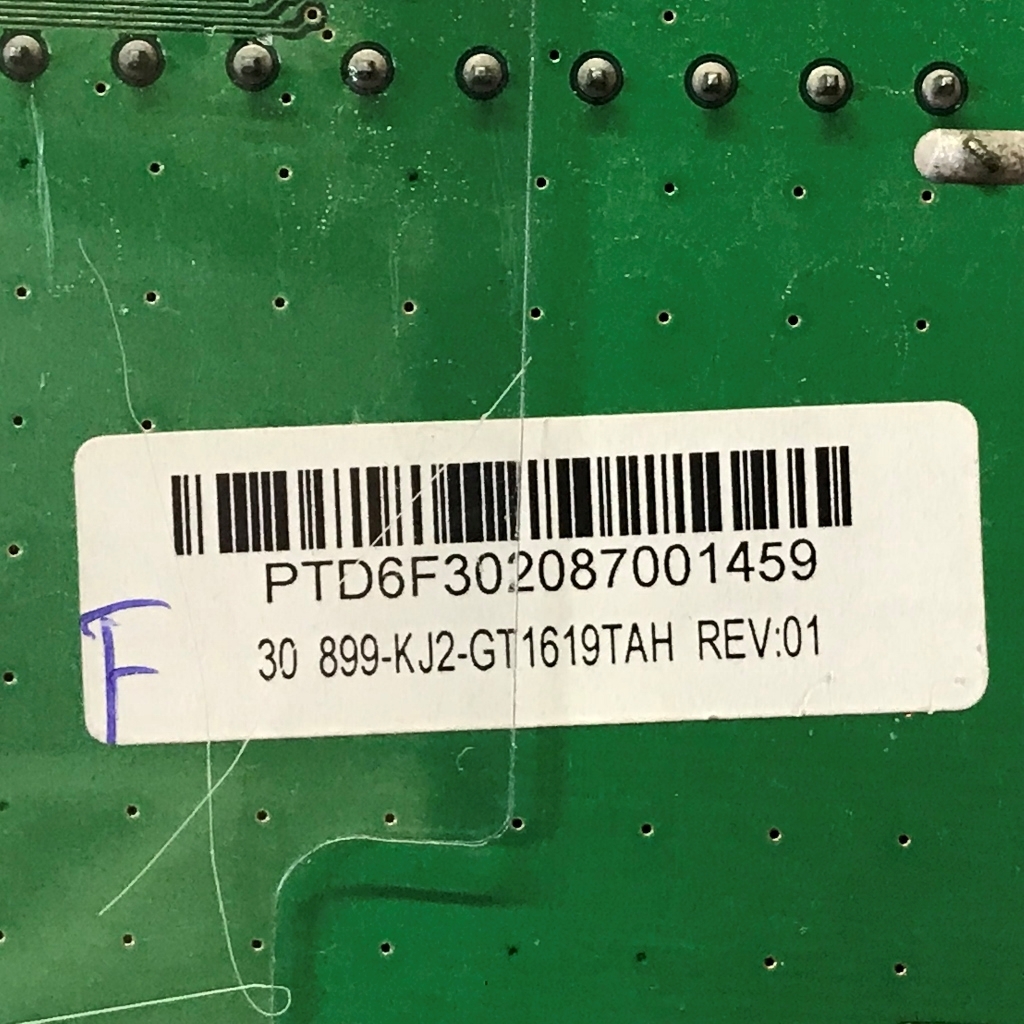 PTD6F302087001459
30 899-KJ2-GT1619TAH REV:01
F